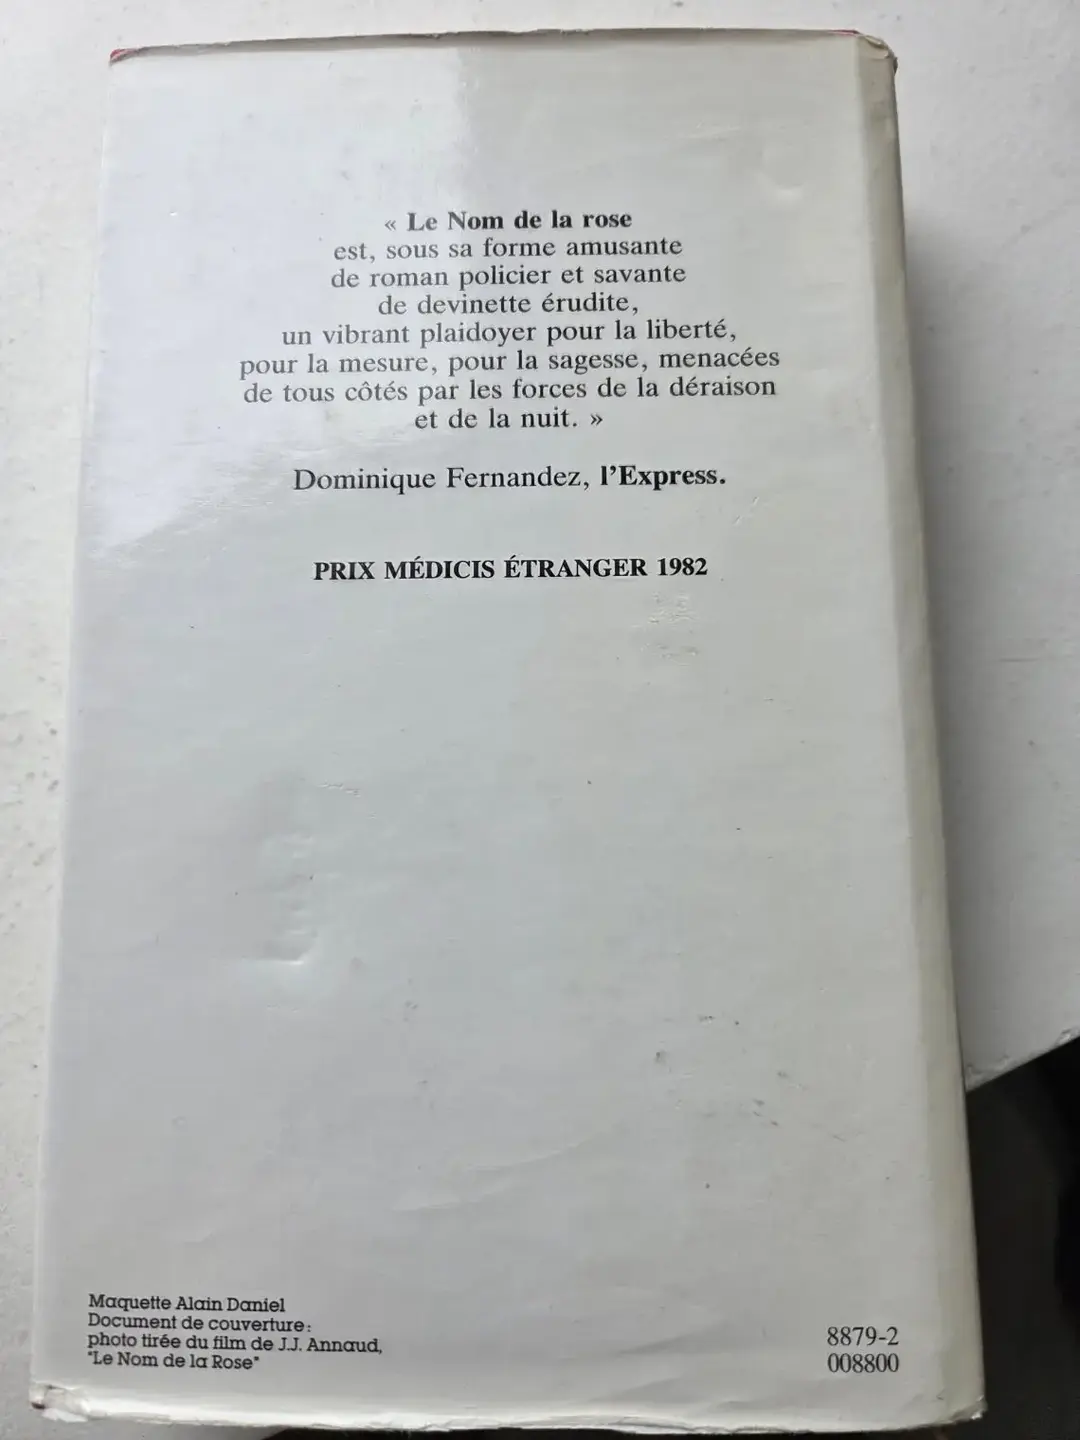 « Le Nom de la rose
est, sous sa forme amusante
de roman policier et savante
de devinette érudite,
un vibrant plaidoyer pour la liberté,
pour la mesure, pour la sagesse, menacées
de tous côtés par les forces de la déraison
et de la nuit. »
Dominique Fernandez, l'Express.
PRIX MÉDICIS ÉTRANGER 1982
Maquette Alain Daniel
Document de couverture:
photo tirée du film de J.J. Annaud,
"Le Nom de la Rose"
8879-2
008800